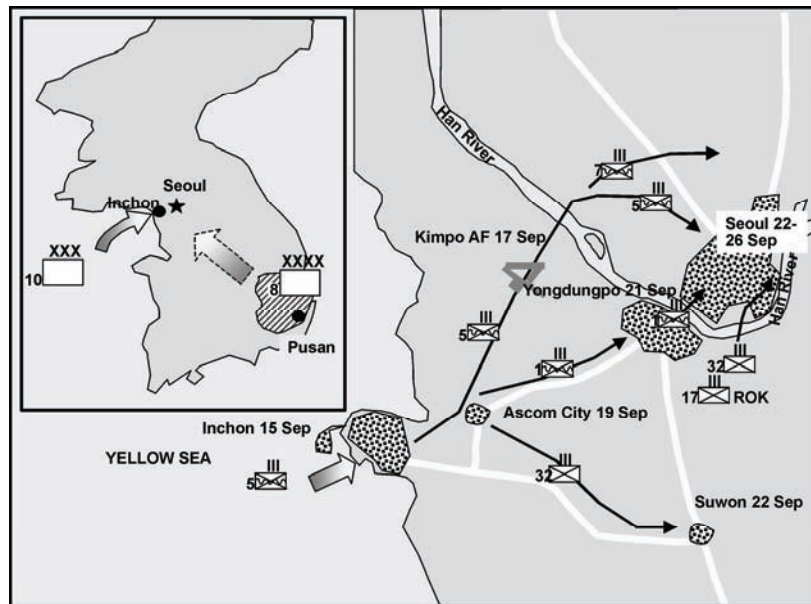 Inchon
Seoul
XXX
10
XXXX
8
Pusan
Han River
III
7
III
5
Kimpo AF 17 Sep
Seoul 22-
26 Sep
Yongdungpo 21 Sep
III
5
III
1
III
1
Han River
III
32
III
17 ROK
Inchon 15 Sep
Ascom City 19 Sep
YELLOW SEA
III
5
III
32
Suwon 22 Sep